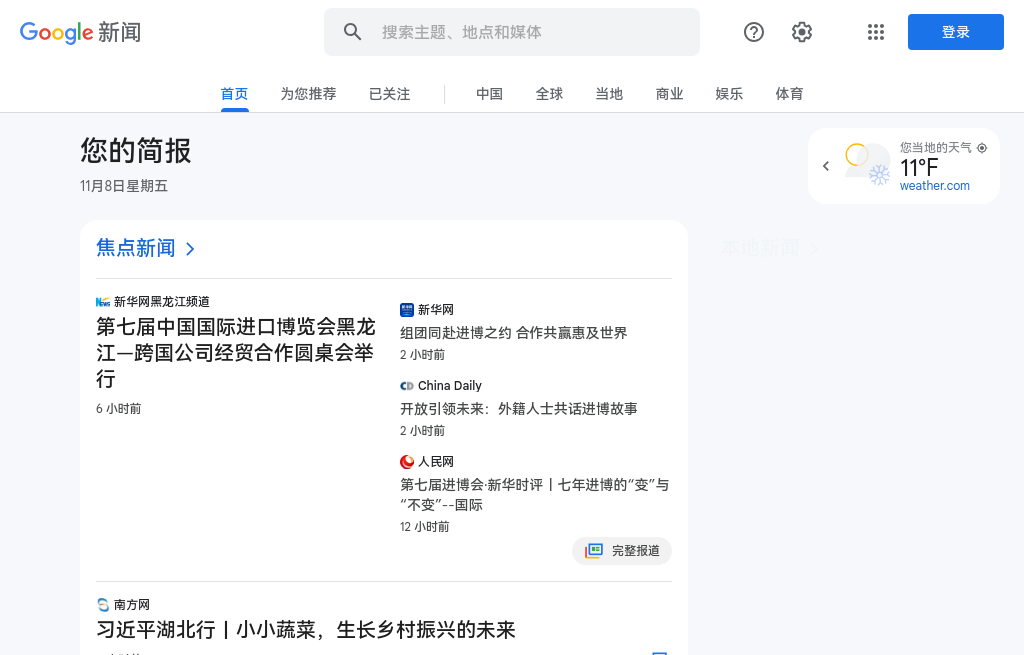 Google 新闻
搜索主题、地点和媒体
登录
首页
为您推荐
已关注
中国
全球
当地
商业
娱乐
体育
您的简报
11月8日星期五
您当地的天气
11°F
weather.com
焦点新闻
本地新闻
新华网黑龙江频道
第七届中国国际进口博览会黑龙
江—跨国公司经贸合作圆桌会举
行
6 小时前
新华网
组团同赴进博之约 合作共赢惠及世界
2 小时前
China Daily
开放引领未来：外籍人士共话进博故事
2 小时前
人民网
第七届进博会·新华时评丨七年进博的“变”与
“不变”--国际
12 小时前
完整报道
南方网
习近平湖北行丨小小蔬菜，生长乡村振兴的未来